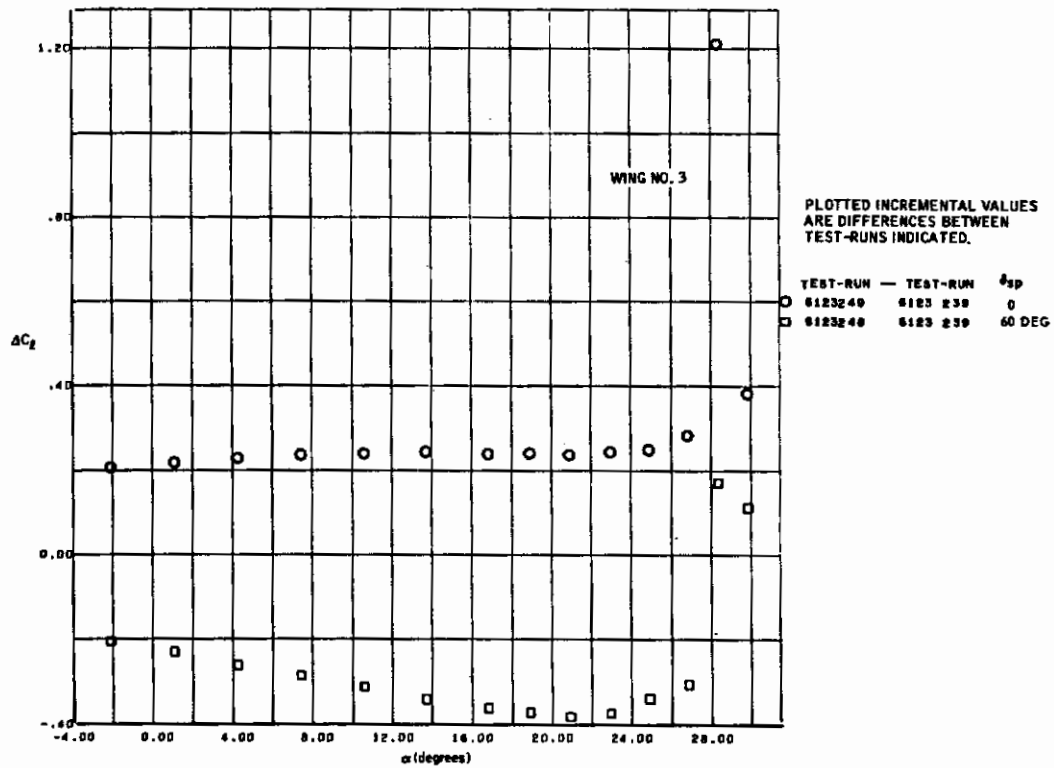 1.20
WING NO. 3
.80
PLOTTED INCREMENTAL VALUES
ARE DIFFERENCES BETWEEN
TEST-RUNS INDICATED.
TEST-RUN — TEST-RUN δSP
6123249 6123 239 0
6123248 6123 239 60 DEG
ΔCℓ
.40
0.00
-.40
-4.00 0.00 4.00 8.00 12.00 16.00 20.00 24.00 28.00
α (degrees)